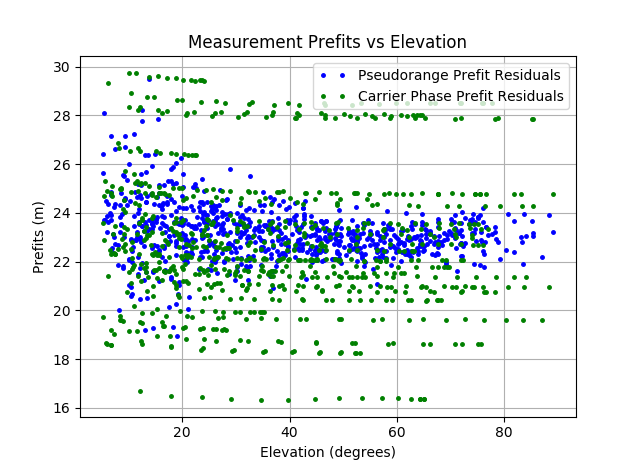 Measurement Prefits vs Elevation
Pseudorange Prefit Residuals
Carrier Phase Prefit Residuals
Prefits (m)
30
28
26
24
22
20
18
16
20 40 60 80
Elevation (degrees)